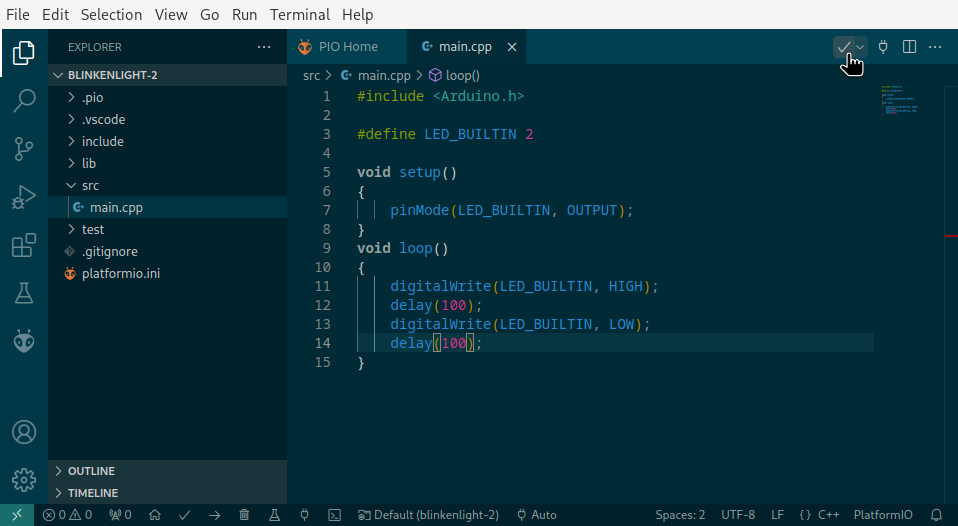 File Edit Selection View Go Run Terminal Help
EXPLORER
PIO Home
main.cpp
BLINKENLIGHT-2
src > main.cpp > loop()
.pio
.vscode
include
lib
src
main.cpp
test
.gitignore
platformio.ini
1 #include <Arduino.h>
2
3 #define LED_BUILTIN 2
4
5 void setup()
6 {
7 pinMode(LED_BUILTIN, OUTPUT);
8 }
9 void loop()
10 {
11 digitalWrite(LED_BUILTIN, HIGH);
12 delay(100);
13 digitalWrite(LED_BUILTIN, LOW);
14 delay(100);
15 }
OUTLINE
TIMELINE
0 0 0 Default (blinkenlight-2) Auto Spaces: 2 UTF-8 LF {} C++ PlatformIO